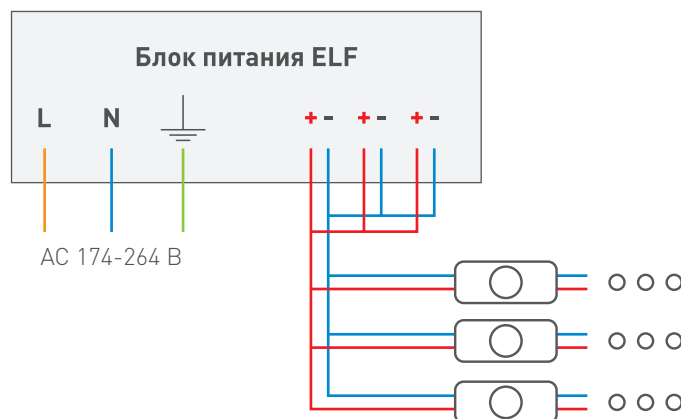 Блок питания ELF
L N + - + - + -
AC 174-264 В